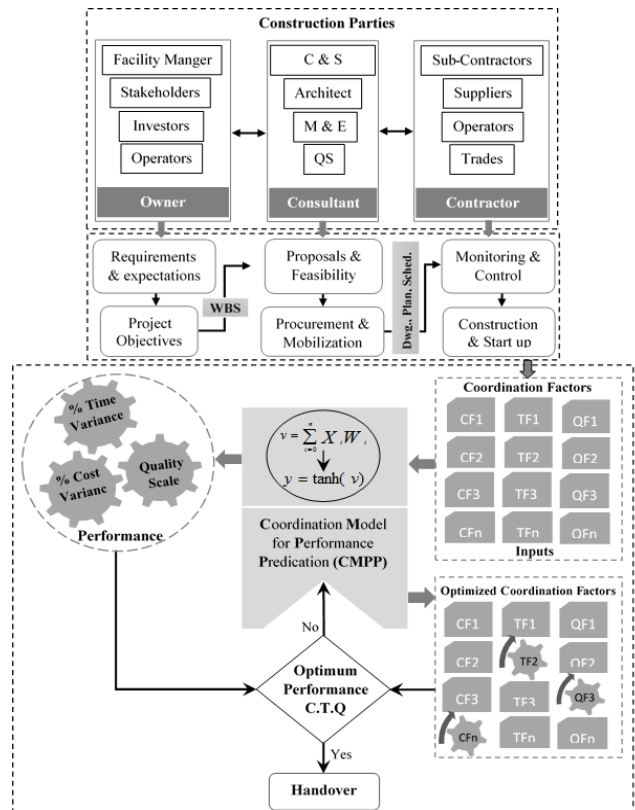 Construction Parties
Facility Manger
Stakeholders
Investors
Operators
Owner
C & S
Architect
M & E
QS
Consultant
Sub-Contractors
Suppliers
Operators
Trades
Contractor
Requirements
& expectations
Project
Objectives
WBS
Proposals &
Feasibility
Procurement &
Mobilization
Dwg., Plan, Sched.
Monitoring &
Control
Construction
& Start up
% Time
Variance
% Cost
Varianc
Quality
Scale
Performance
v = ∑ⁿᵢ₌₀ XᵢWᵢ
y = tanh( v)
Coordination Model
for Performance
Predication (CMPP)
Coordination Factors
CF1 TF1 QF1
CF2 TF2 QF2
CF3 TF3 QF3
CFn TFn QFn
Inputs
Optimized Coordination Factors
CF1 TF1 QF1
CF2 TF2 QF2
CF3 TF3 QF3
CFn TFn QFn
No
Optimum
Performance
C.T.Q
Yes
Handover